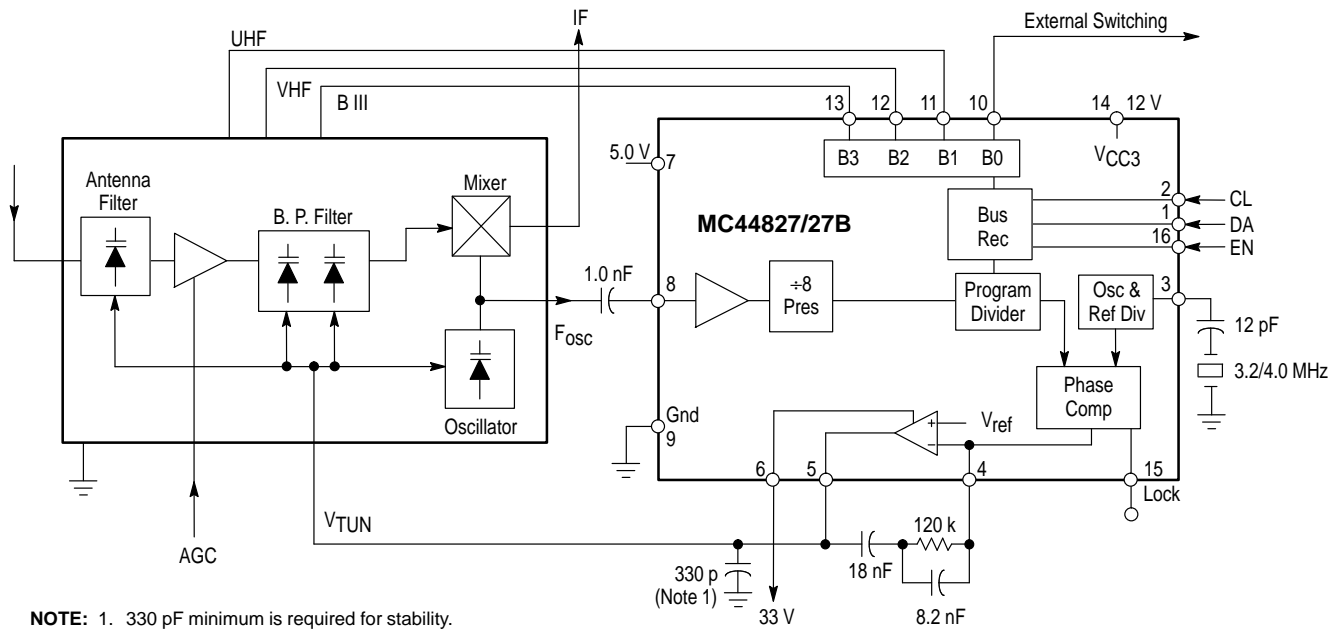 IF
External Switching
UHF
VHF
B III
13
12
11
10
14
12 V
5.0 V
7
B3
B2
B1
B0
VCC3
Antenna
Filter
B. P. Filter
Mixer
MC44827/27B
Bus
Rec
2
CL
1
DA
16
EN
1.0 nF
8
÷8
Pres
Program
Divider
Osc &
Ref Div
3
12 pF
3.2/4.0 MHz
Fosc
Oscillator
Gnd
9
+
−
Vref
Phase
Comp
6
5
4
15
Lock
VTUN
AGC
120 k
18 nF
8.2 nF
330 p
(Note 1)
33 V
NOTE: 1. 330 pF minimum is required for stability.